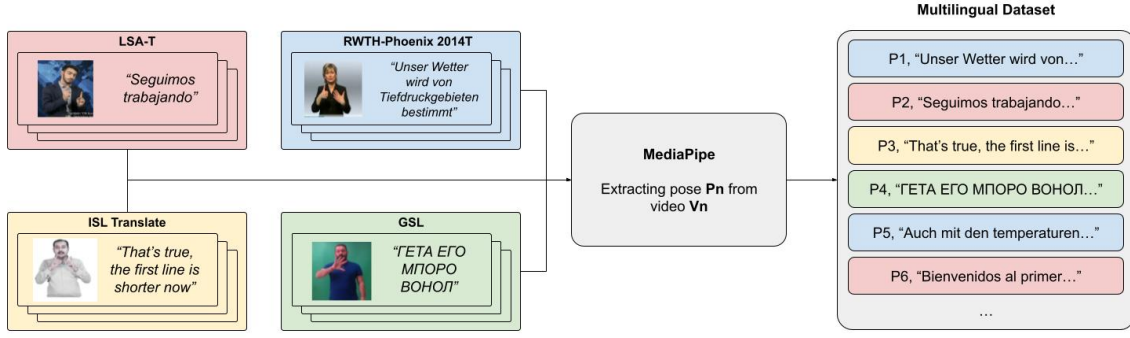 LSA-T
“Seguimos
trabajando”
RWTH-Phoenix 2014T
“Unser Wetter
wird von
Tiefdruckgebieten
bestimmt”
ISL Translate
“That’s true,
the first line is
shorter now”
GSL
“ΓΕΤΑ ΕΓΟ
ΜΠΟΡΟ
ΒΟΗΟΛ”
MediaPipe
Extracting pose Pn from
video Vn
Multilingual Dataset
P1, “Unser Wetter wird von…”
P2, “Seguimos trabajando…”
P3, “That’s true, the first line is…”
P4, “ΓΕΤΑ ΕΓΟ ΜΠΟΡΟ ΒΟΗΟΛ…”
P5, “Auch mit den temperaturen…”
P6, “Bienvenidos al primer…”
…